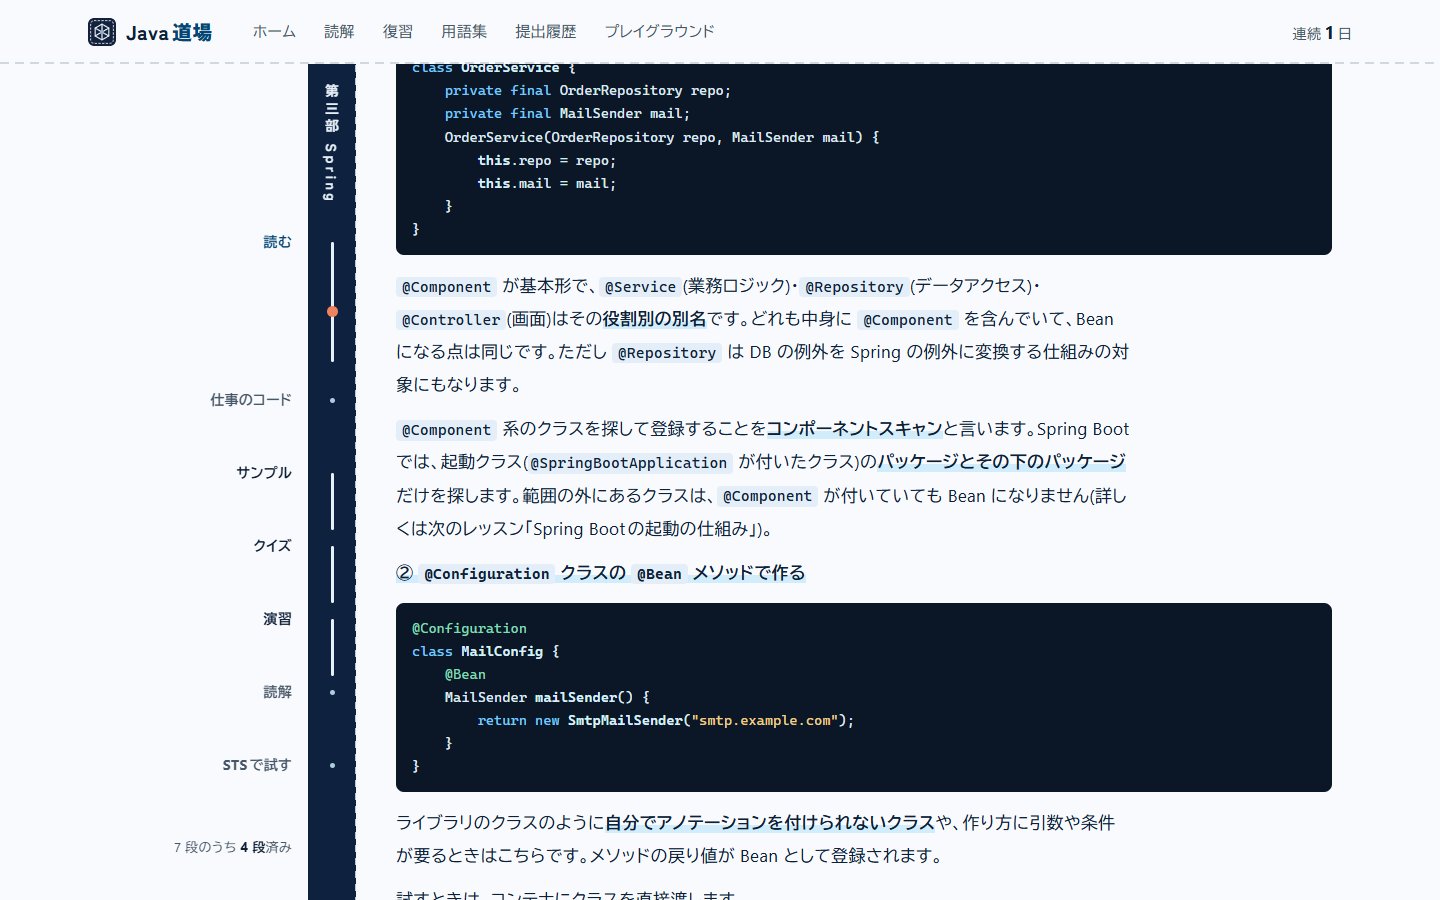 Java 道場
ホーム 読解 復習 用語集 提出履歴 プレイグラウンド
連続 1 日
第三部 Spring
読む
仕事のコード
サンプル
クイズ
演習
読解
STS で試す
7 段のうち 4 段済み
class OrderService {
private final OrderRepository repo;
private final MailSender mail;
OrderService(OrderRepository repo, MailSender mail) {
this.repo = repo;
this.mail = mail;
}
}
@Component が基本形で、@Service(業務ロジック)・@Repository(データアクセス)・
@Controller(画面)はその役割別の別名です。どれも中身に @Component を含んでいて、Bean
になる点は同じです。ただし @Repository は DB の例外を Spring の例外に変換する仕組みの対
象にもなります。
@Component 系のクラスを探して登録することをコンポーネントスキャンと言います。Spring Boot
では、起動クラス(@SpringBootApplication が付いたクラス)のパッケージとその下のパッケージ
だけを探します。範囲の外にあるクラスは、@Component が付いていても Bean になりません(詳し
くは次のレッスン「Spring Bootの起動の仕組み」)。
② @Configuration クラスの @Bean メソッドで作る
@Configuration
class MailConfig {
@Bean
MailSender mailSender() {
return new SmtpMailSender("smtp.example.com");
}
}
ライブラリのクラスのように自分でアノテーションを付けられないクラスや、作り方に引数や条件
が要るときはこちらです。メソッドの戻り値が Bean として登録されます。
試すときは、コンテナにクラスを直接渡します。